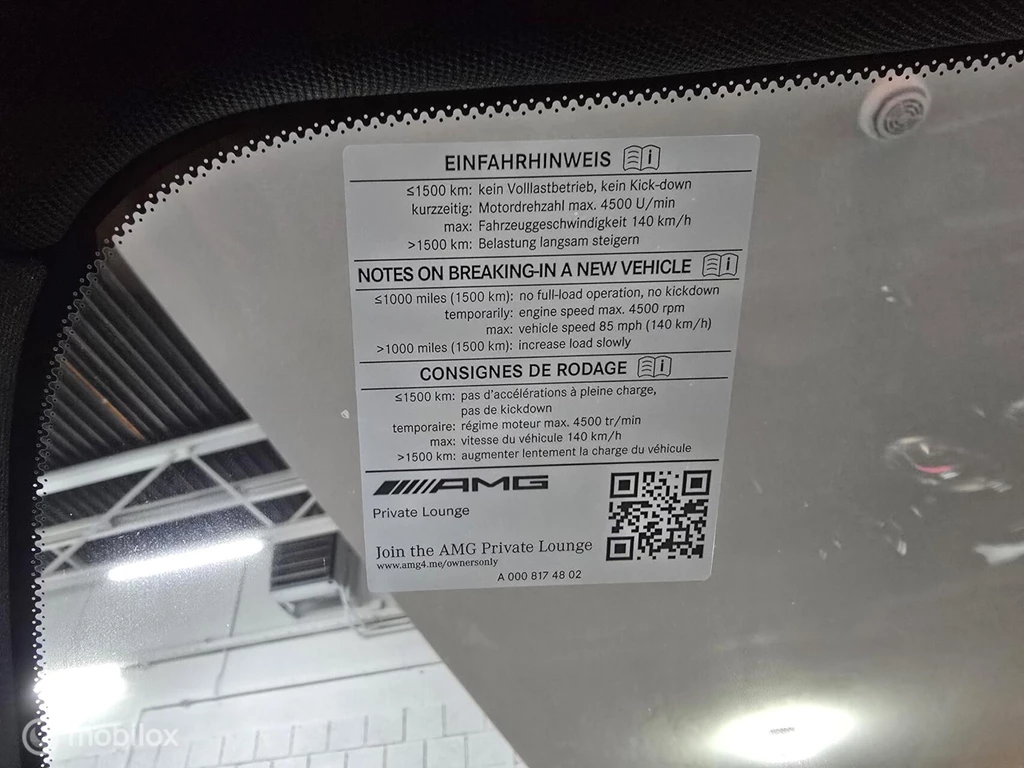 EINFAHRHINWEIS
≤1500 km: kein Volllastbetrieb, kein Kick-down
kurzzeitig: Motordrehzahl max. 4500 U/min
max: Fahrzeuggeschwindigkeit 140 km/h
>1500 km: Belastung langsam steigern
NOTES ON BREAKING-IN A NEW VEHICLE
≤1000 miles (1500 km): no full-load operation, no kickdown
temporarily: engine speed max. 4500 rpm
max: vehicle speed 85 mph (140 km/h)
>1000 miles (1500 km): increase load slowly
CONSIGNES DE RODAGE
≤1500 km: pas d'accélérations à pleine charge,
pas de kickdown
temporaire: régime moteur max. 4500 tr/min
max: vitesse du véhicule 140 km/h
>1500 km: augmenter lentement la charge du véhicule
AMG
Private Lounge
Join the AMG Private Lounge
www.amg4.me/ownersonly
A 000 817 48 02
mobilox